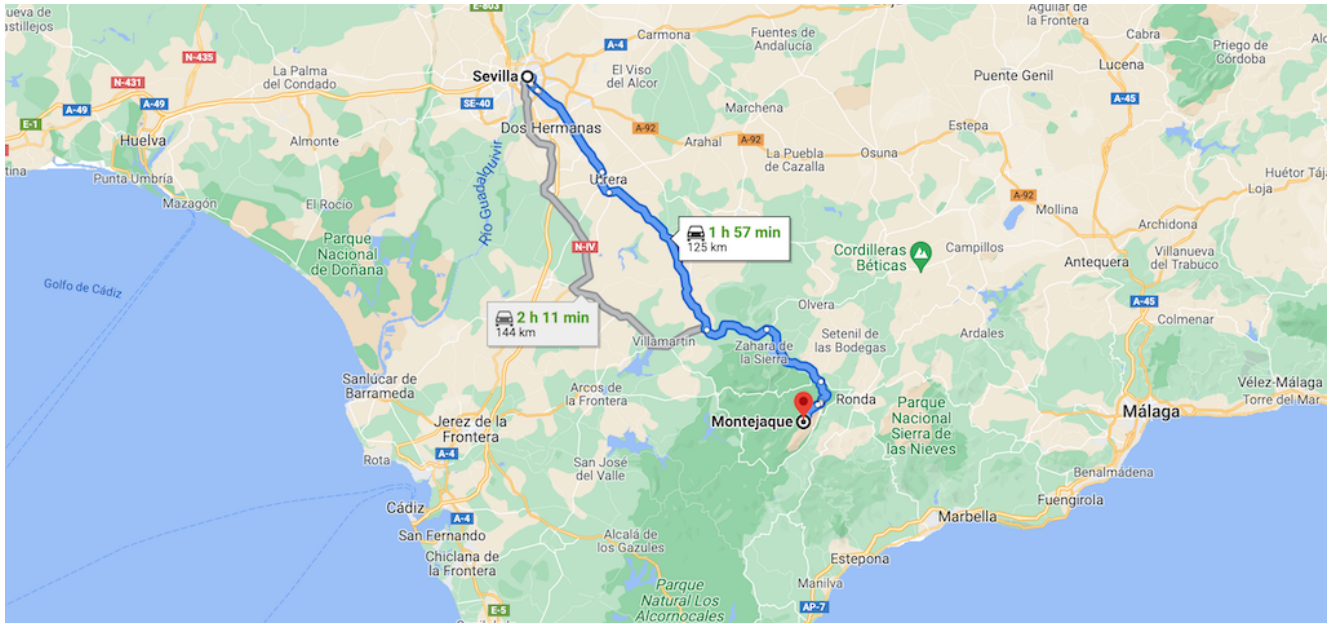 E-803
Aguilar de
la Frontera
Cabra
Carmona
Fuentes de
Andalucía
A-4
N-435
Priego de
Córdoba
Lucena
La Palma
del Condado
Sevilla
El Viso
del Alcor
Puente Genil
N-431
A-49
A-49
SE-40
A-45
Marchena
E-1
Dos Hermanas
A-92
Estepa
Huelva
Almonte
Arahal
A-92
La Puebla
de Cazalla
Osuna
Punta Umbría
Utrera
Loja
A-92
Mazagón
El Rocío
Río Guadalquivir
Mollina
Archidona
1 h 57 min
125 km
Parque
Nacional
de Doñana
N-IV
Cordilleras
Béticas
Campillos
Antequera
Villanueva
del Trabuco
Golfo de Cádiz
2 h 11 min
144 km
Olvera
A-45
Colmenar
Villamartín
Zahara de
la Sierra
Setenil de
las Bodegas
Ardales
Sanlúcar de
Barrameda
Arcos de
la Frontera
Vélez-Málaga
Torre del Mar
Ronda
Parque
Nacional
Sierra de
las Nieves
Málaga
Montejaque
Jerez de la
Frontera
A-4
Rota
San José
del Valle
Benalmádena
Fuengirola
Cádiz
A-4
Marbella
San Fernando
Alcalá de
los Gazules
Chiclana de
la Frontera
Estepona
Manilva
Parque
Natural Los
Alcornocales
E-5
AP-7